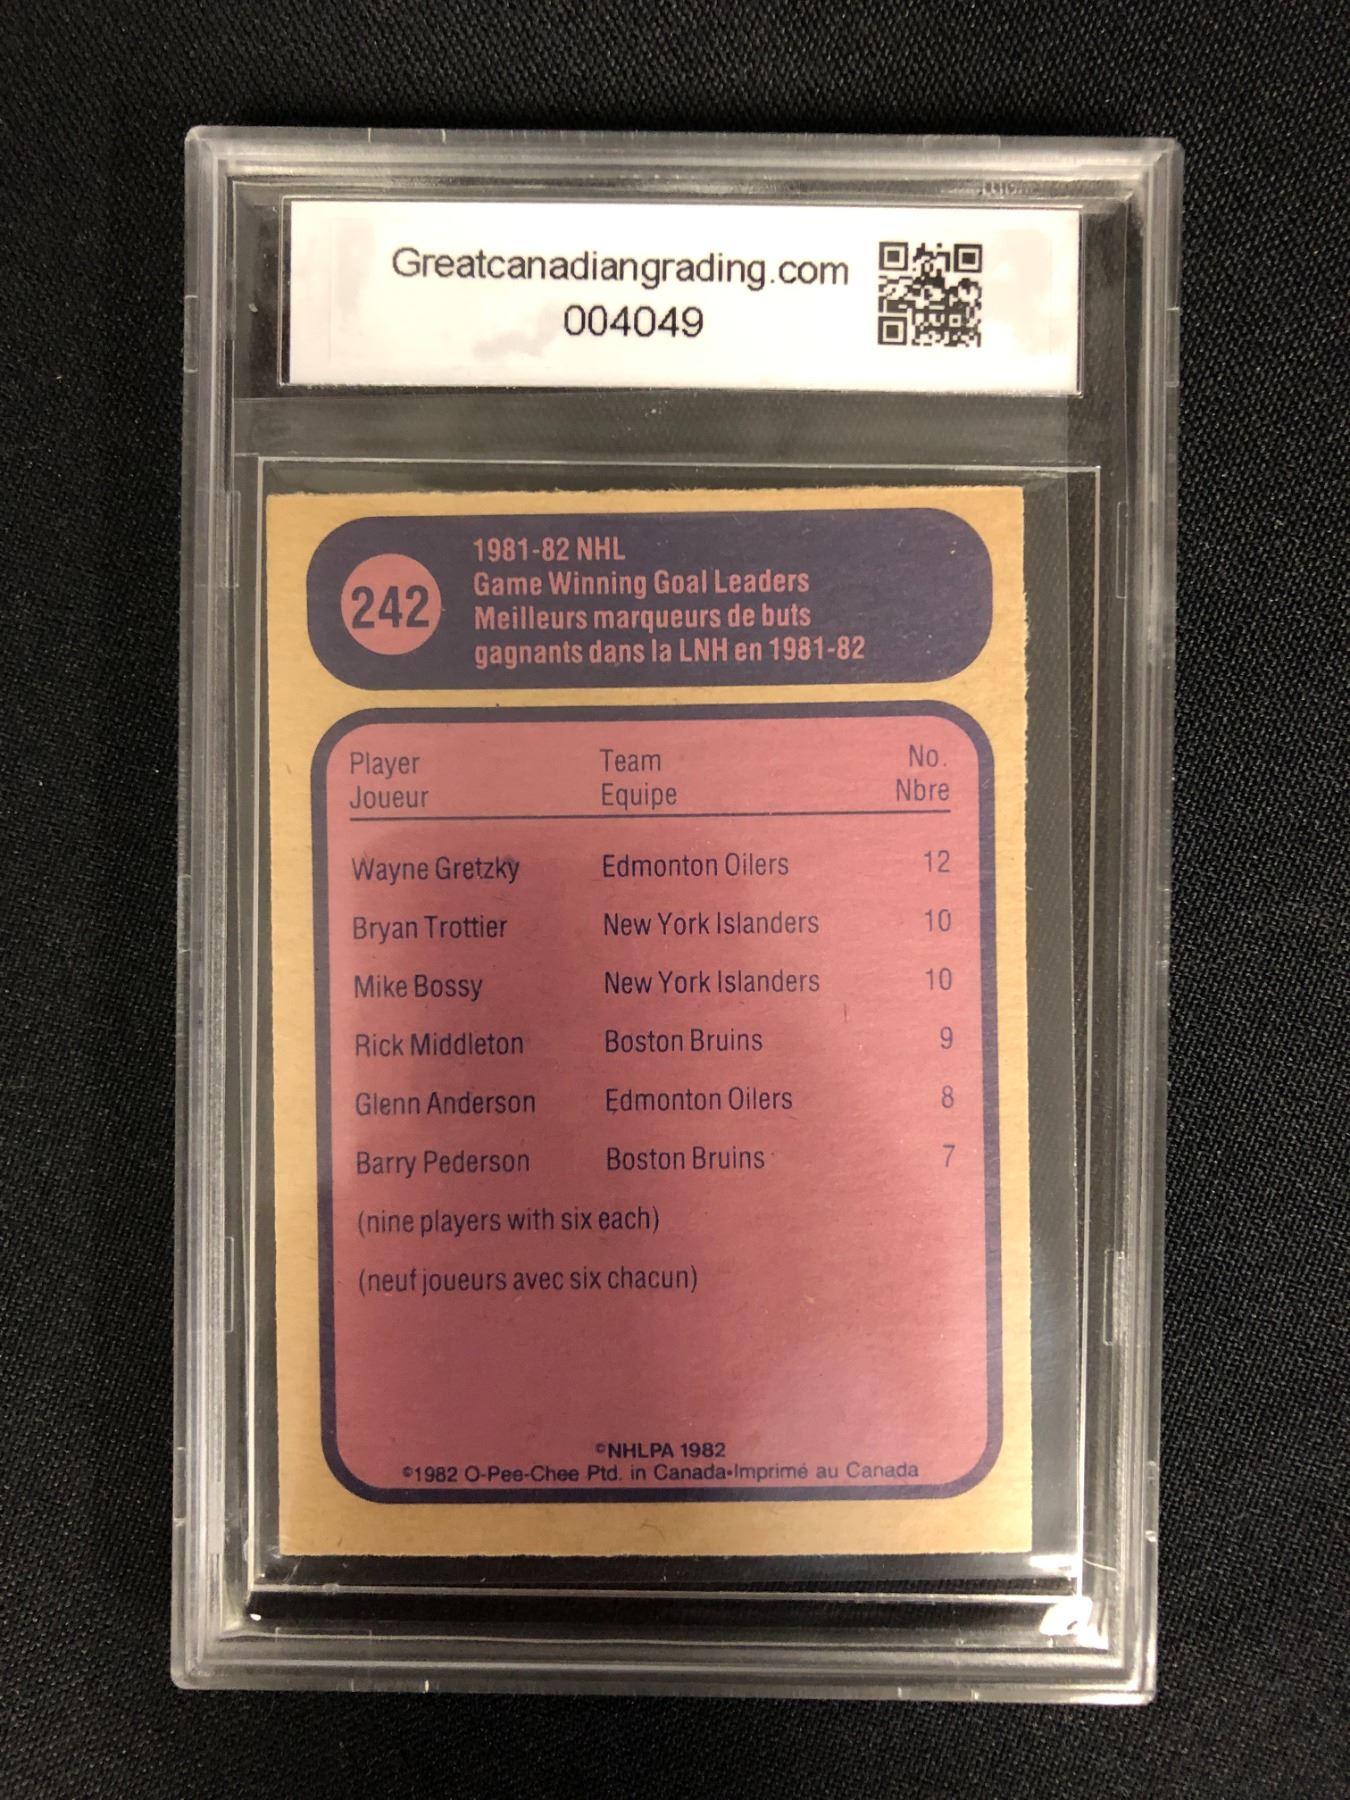 Greatcanadiangrading.com
004049
242
1981-82 NHL
Game Winning Goal Leaders
Meilleurs marqueurs de buts
gagnants dans la LNH en 1981-82
Player Team No.
Joueur Equipe Nbre
Wayne Gretzky Edmonton Oilers 12
Bryan Trottier New York Islanders 10
Mike Bossy New York Islanders 10
Rick Middleton Boston Bruins 9
Glenn Anderson Edmonton Oilers 8
Barry Pederson Boston Bruins 7
(nine players with six each)
(neuf joueurs avec six chacun)
©NHLPA 1982
©1982 O-Pee-Chee Ptd. in Canada•Imprimé au Canada